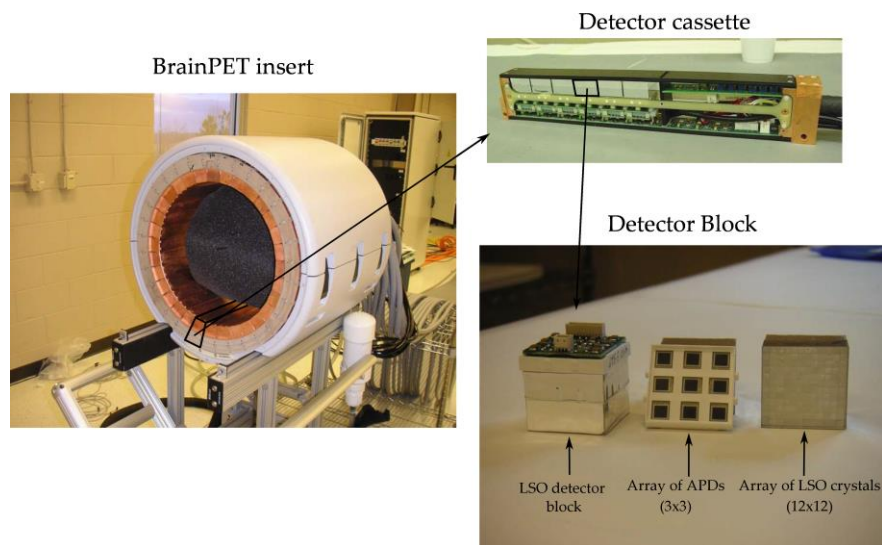 Detector cassette
BrainPET insert
Detector Block
LSO detector
block
Array of APDs
(3x3)
Array of LSO crystals
(12x12)